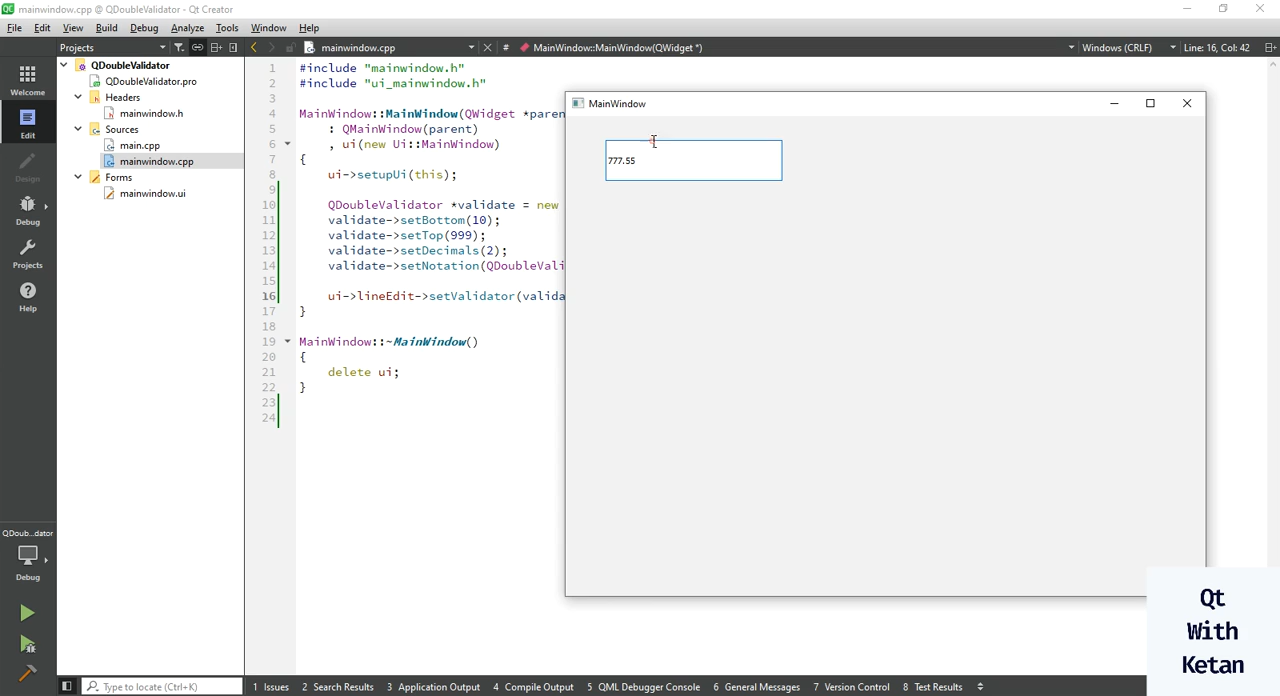 QC mainwindow.cpp @ QDoubleValidator - Qt Creator
File Edit View Build Debug Analyze Tools Window Help
Projects mainwindow.cpp # MainWindow::MainWindow(QWidget *) Windows (CRLF) Line: 16, Col: 42
Welcome
Edit
Design
Debug
Projects
Help
QDoub...dator
Debug
QDoubleValidator
QDoubleValidator.pro
Headers
mainwindow.h
Sources
main.cpp
mainwindow.cpp
Forms
mainwindow.ui
1 #include "mainwindow.h"
2 #include "ui_mainwindow.h"
3
4 MainWindow::MainWindow(QWidget *paren
5 : QMainWindow(parent)
6 , ui(new Ui::MainWindow)
7 {
8 ui->setupUi(this);
9
10 QDoubleValidator *validate = new
11 validate->setBottom(10);
12 validate->setTop(999);
13 validate->setDecimals(2);
14 validate->setNotation(QDoubleVali
15
16 ui->lineEdit->setValidator(valida
17 }
18
19 MainWindow::~MainWindow()
20 {
21 delete ui;
22 }
23
24
MainWindow
777.55
Qt
With
Ketan
Type to locate (Ctrl+K) 1 Issues 2 Search Results 3 Application Output 4 Compile Output 5 QML Debugger Console 6 General Messages 7 Version Control 8 Test Results